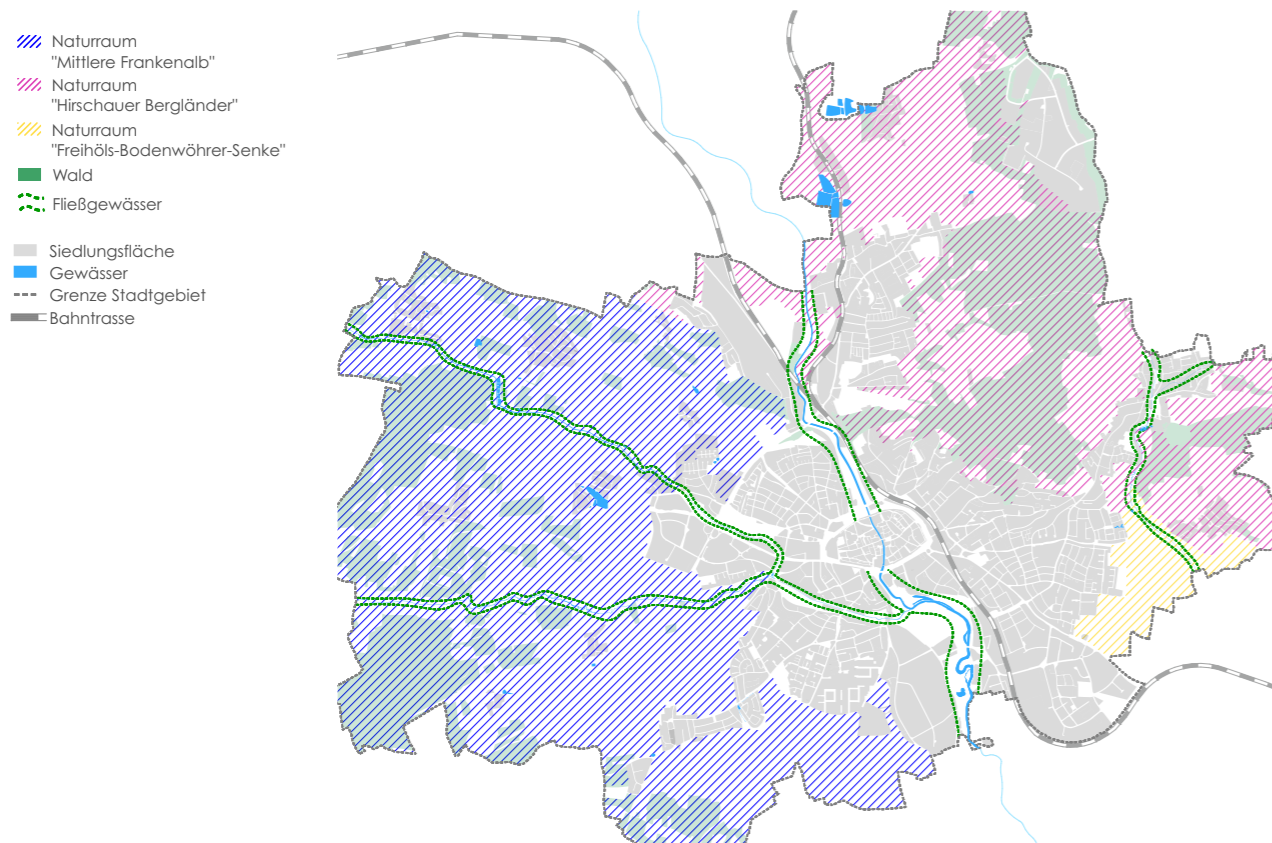 Naturraum
"Mittlere Frankenalb"
Naturraum
"Hirschauer Bergländer"
Naturraum
"Freihöls-Bodenwöhrer-Senke"
Wald
Fließgewässer
Siedlungsfläche
Gewässer
Grenze Stadtgebiet
Bahntrasse